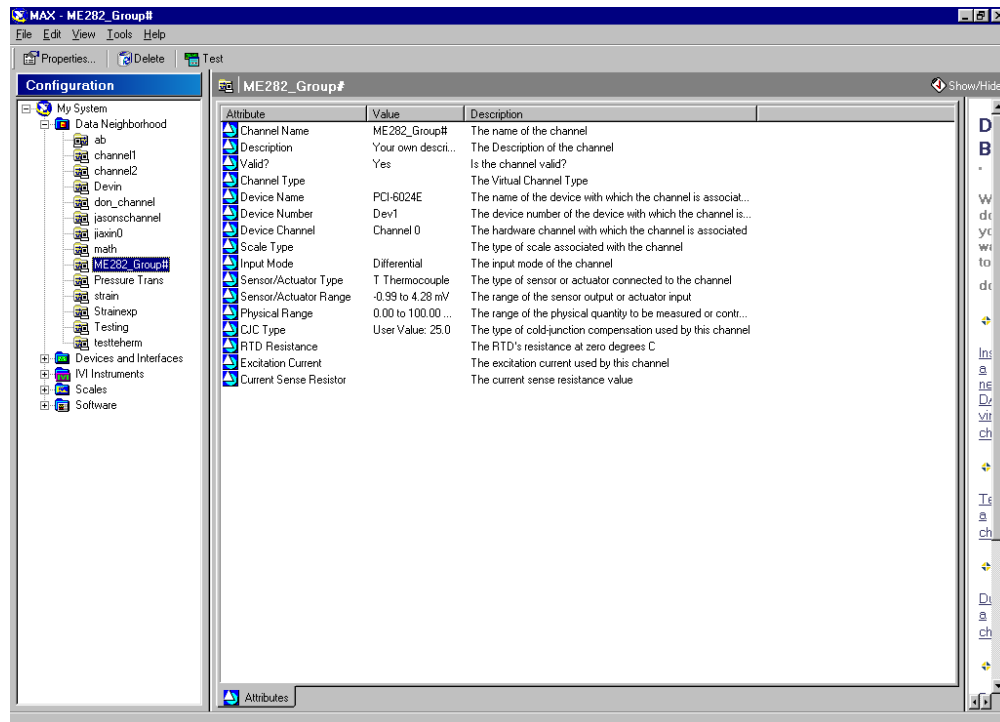 MAX - ME282_Group#
File Edit View Tools Help
Properties... Delete Test
Configuration
My System
Data Neighborhood
ab
channel1
channel2
Devin
don_channel
jasonschannel
jiaxin0
math
ME282_Group#
Pressure Trans
strain
Strainexp
Testing
testteherm
Devices and Interfaces
IVI Instruments
Scales
Software
ME282_Group# Show/Hide
Attribute Value Description
Channel Name ME282_Group# The name of the channel
Description Your own descri... The Description of the channel
Valid? Yes Is the channel valid?
Channel Type The Virtual Channel Type
Device Name PCI-6024E The name of the device with which the channel is associat...
Device Number Dev1 The device number of the device with which the channel is...
Device Channel Channel 0 The hardware channel with which the channel is associated
Scale Type The type of scale associated with the channel
Input Mode Differential The input mode of the channel
Sensor/Actuator Type T Thermocouple The type of sensor or actuator connected to the channel
Sensor/Actuator Range -0.99 to 4.28 mV The range of the sensor output or actuator input
Physical Range 0.00 to 100.00 ... The range of the physical quantity to be measured or contr...
CJC Type User Value: 25.0 The type of cold-junction compensation used by this channel
RTD Resistance The RTD's resistance at zero degrees C
Excitation Current The excitation current used by this channel
Current Sense Resistor The current sense resistance value
Attributes
D
B
yo
to
a
ch
a
ch
a
ch